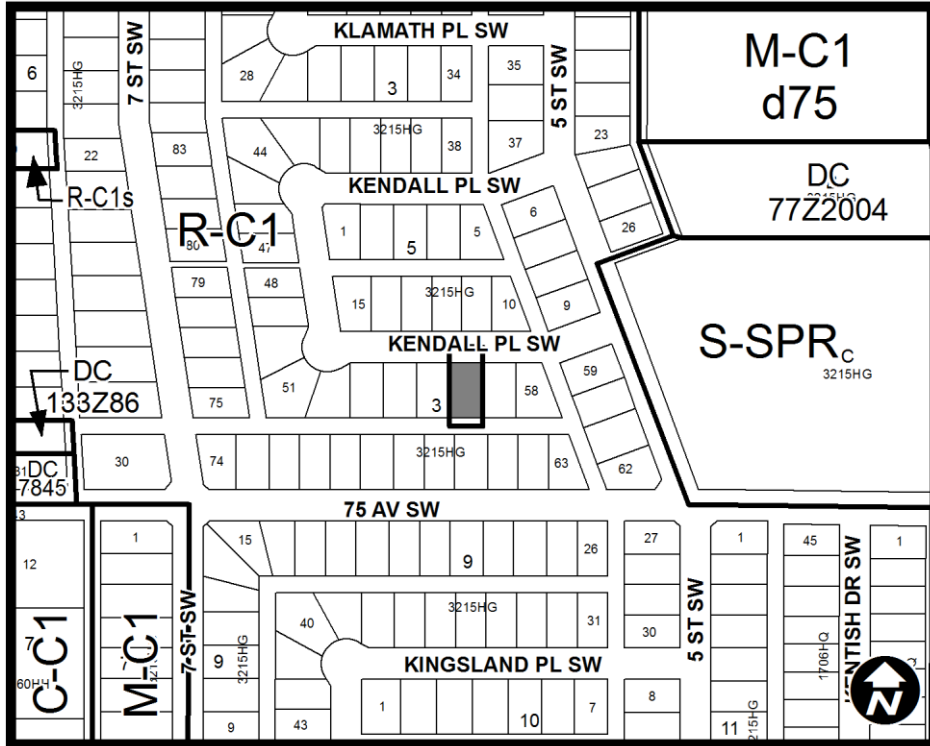 KLAMATH PL SW
7 ST SW
5 ST SW
M-C1
d75
6
3215HG
28
34
3
35
3215HG
22
83
44
38
37
23
KENDALL PL SW
R-C1s
DC
77Z2004
R-C1
80
47
1
5
5
6
26
79
48
15
3215HG
10
9
KENDALL PL SW
S-SPRC
3215HG
DC
133Z86
51
75
3
58
59
30
74
3215HG
63
62
31
DC
7845
75 AV SW
12
1
15
9
26
27
1
45
1
KENTISH DR SW
3215HG
40
31
30
5 ST SW
1706HQ
C-C1
M-C1
7 ST SW
9
3215HG
KINGSLAND PL SW
9
43
1
10
7
8
11
N